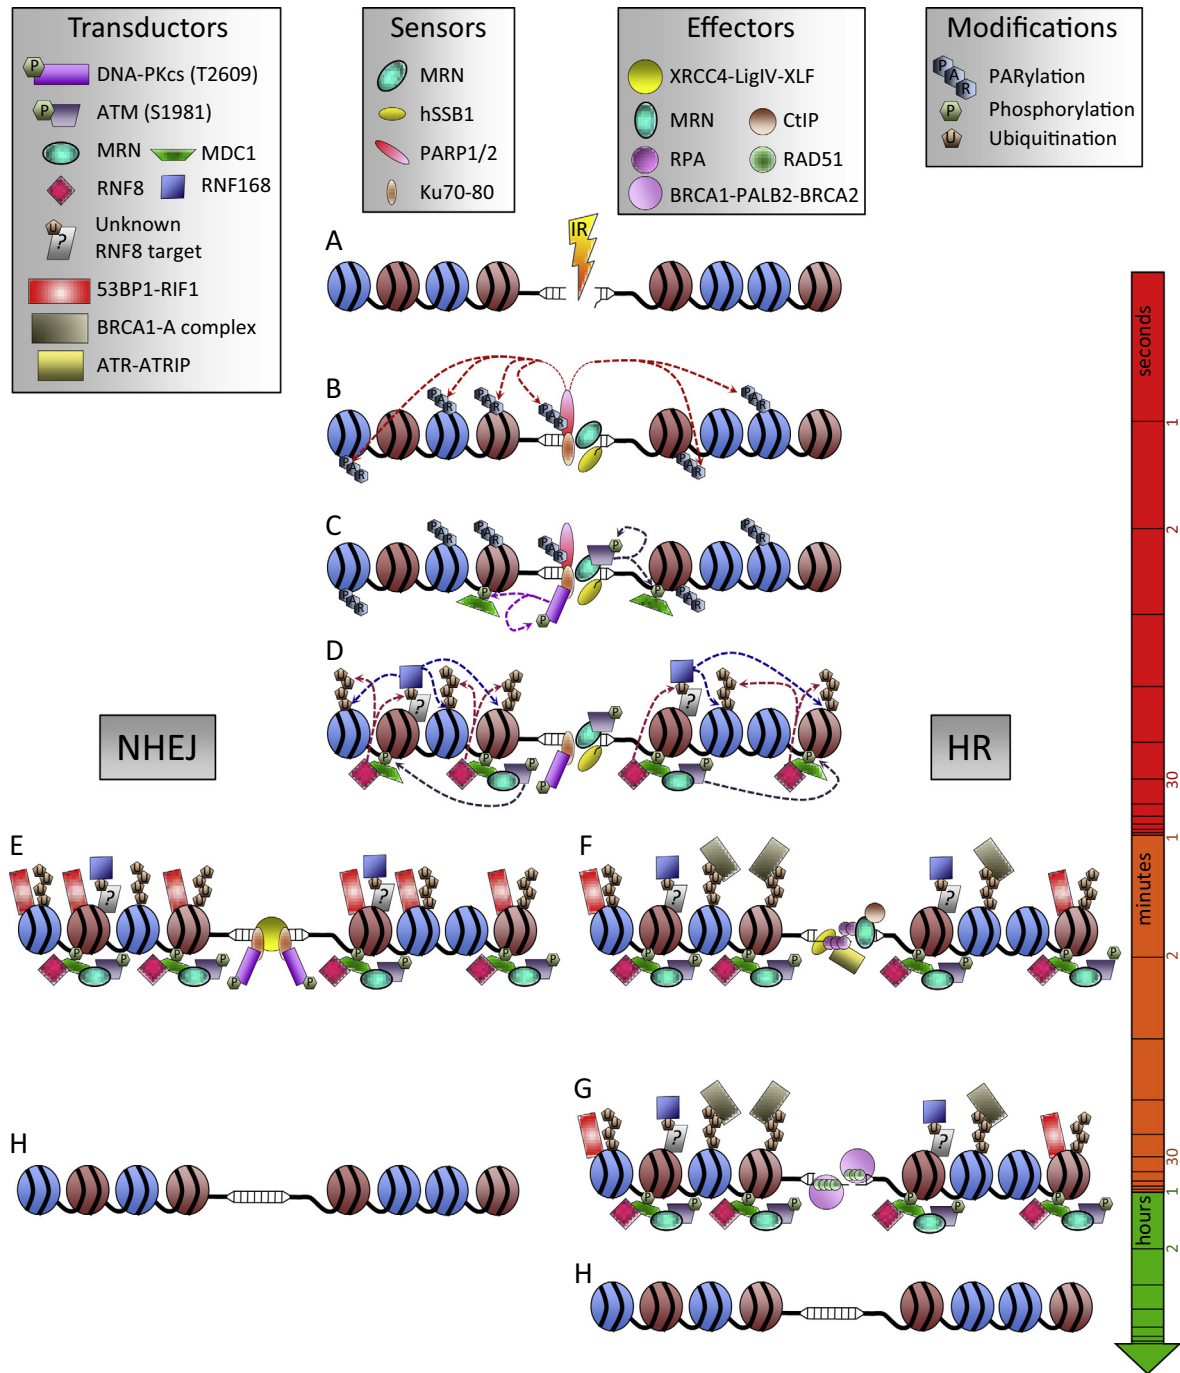 Transductors
P DNA-PKcs (T2609)
P ATM (S1981)
MRN MDC1
RNF8 RNF168
U ? Unknown
RNF8 target
53BP1-RIF1
BRCA1-A complex
ATR-ATRIP
Sensors
MRN
hSSB1
PARP1/2
Ku70-80
Effectors
XRCC4-LigIV-XLF
MRN CtIP
RPA RAD51
BRCA1-PALB2-BRCA2
Modifications
P A R PARylation
P Phosphorylation
U Ubiquitination
A
IR
B
P A R P A R P A R P A R
P A R P A R
C
P A R P A R P A R P P A R
P A R P P P A R
P
D
U U U U U U
? ? P
P P P P P P
NHEJ
HR
E
U U U U U U U
? ?
P P P P P P
P P
F
U U U U U U
? ?
P P P P P P P P
G
U U U U U U
? ?
P P P P P P P P
H
H
seconds
1
2
30
minutes
1
2
30
hours
1
2